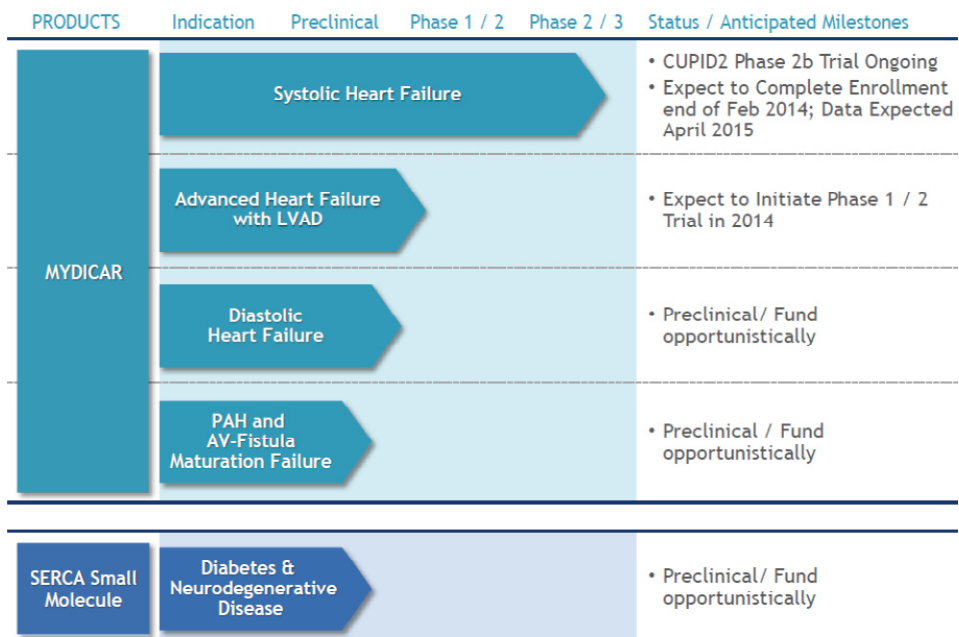 PRODUCTS Indication Preclinical Phase 1 / 2 Phase 2 / 3 Status / Anticipated Milestones
MYDICAR
Systolic Heart Failure
• CUPID2 Phase 2b Trial Ongoing
• Expect to Complete Enrollment
end of Feb 2014; Data Expected
April 2015
Advanced Heart Failure
with LVAD
• Expect to Initiate Phase 1 / 2
Trial in 2014
Diastolic
Heart Failure
• Preclinical/ Fund
opportunistically
PAH and
AV-Fistula
Maturation Failure
• Preclinical / Fund
opportunistically
SERCA Small
Molecule
Diabetes &
Neurodegenerative
Disease
• Preclinical/ Fund
opportunistically